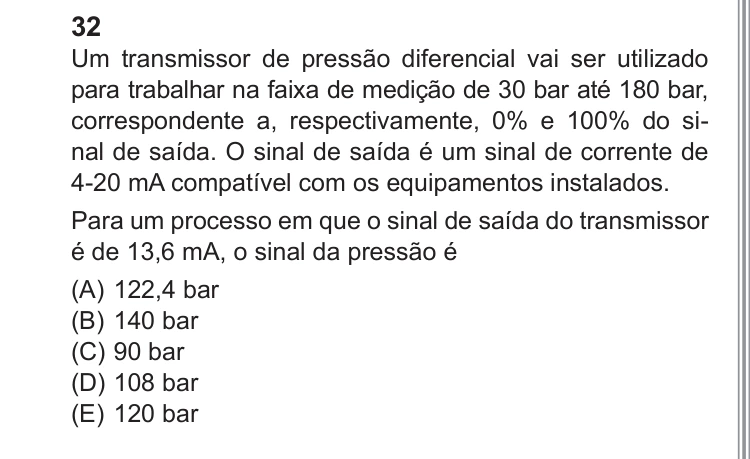 32
Um transmissor de pressão diferencial vai ser utilizado
para trabalhar na faixa de medição de 30 bar até 180 bar,
correspondente a, respectivamente, 0% e 100% do si-
nal de saída. O sinal de saída é um sinal de corrente de
4-20 mA compatível com os equipamentos instalados.
Para um processo em que o sinal de saída do transmissor
é de 13,6 mA, o sinal da pressão é
(A) 122,4 bar
(B) 140 bar
(C) 90 bar
(D) 108 bar
(E) 120 bar